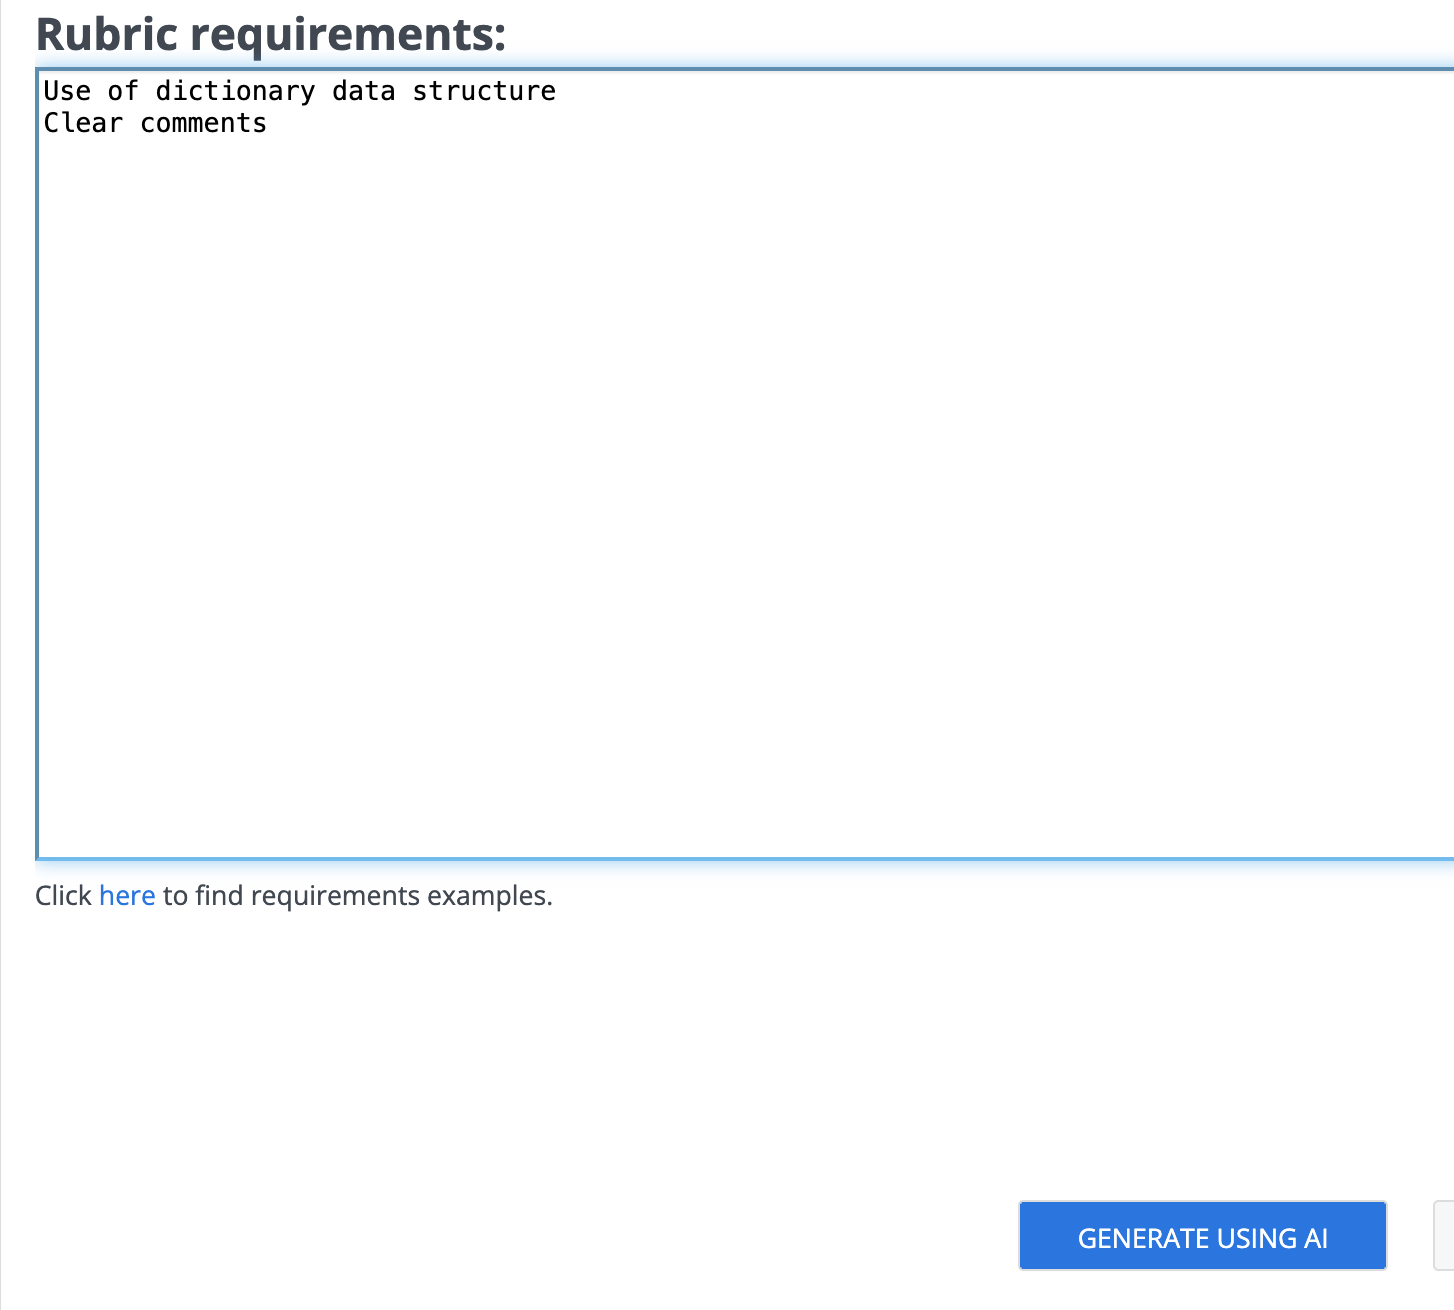 Rubric requirements:
Use of dictionary data structure
Clear comments
Click here to find requirements examples.
GENERATE USING AI